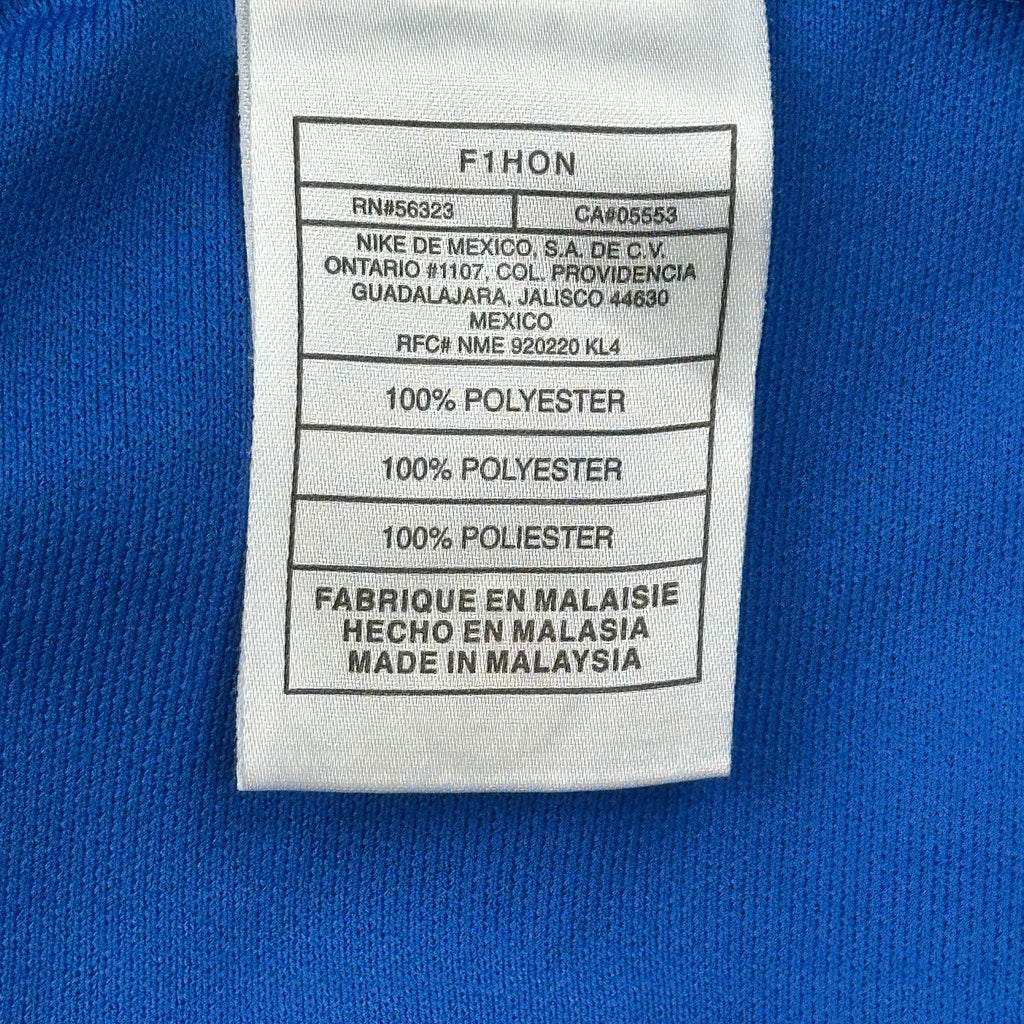 F1HON
RN#56323 CA#05553
NIKE DE MEXICO, S.A. DE C.V.
ONTARIO #1107, COL. PROVIDENCIA
GUADALAJARA, JALISCO 44630
MEXICO
RFC# NME 920220 KL4
100% POLYESTER
100% POLYESTER
100% POLIESTER
FABRIQUE EN MALAISIE
HECHO EN MALASIA
MADE IN MALAYSIA